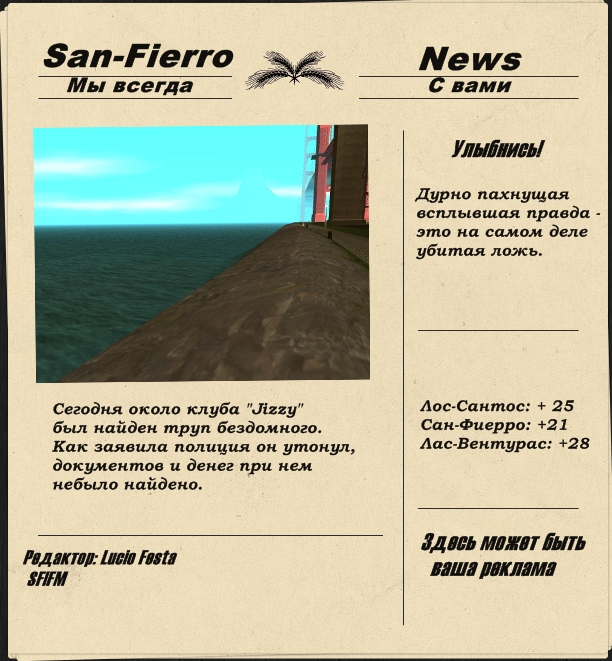 San-Fierro News
Мы всегда С вами
Сегодня около клуба "Jizzy"
был найден труп бездомного.
Как заявила полиция он утонул,
документов и денег при нем
небыло найдено.
Редактор: Lucio Festa
SFIFM
Улыбнись!
Дурно пахнущая
всплывшая правда -
это на самом деле
убитая ложь.
Лос-Сантос: + 25
Сан-Фиерро: +21
Лас-Вентурас: +28
Здесь может быть
ваша реклама